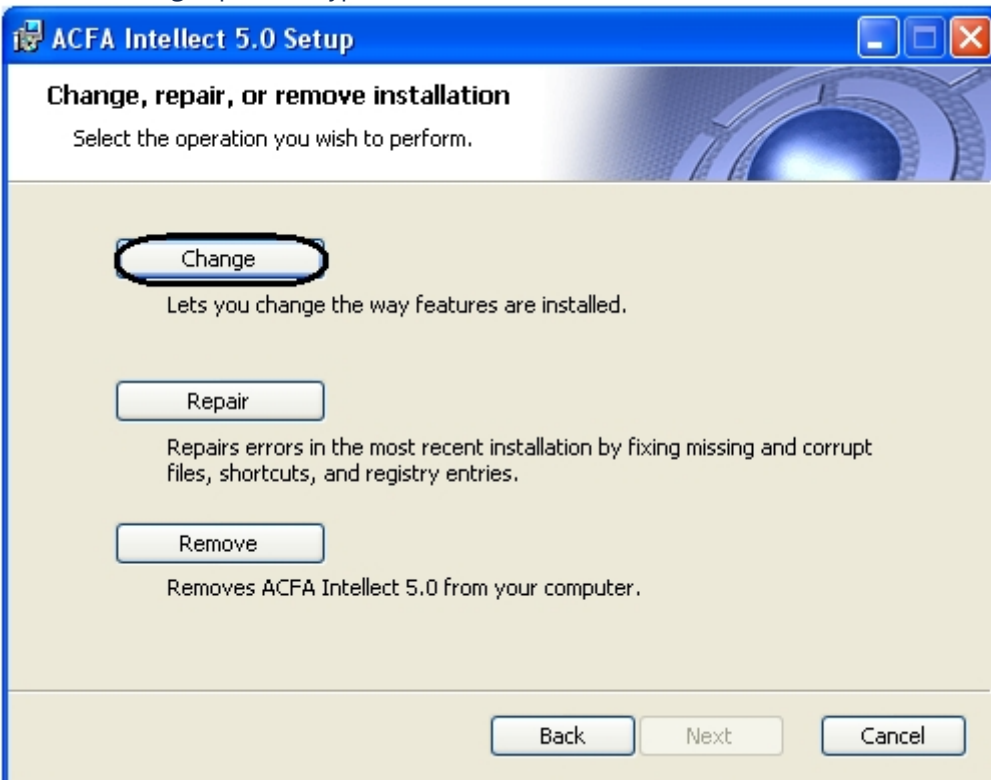 ACFA Intellect 5.0 Setup
Change, repair, or remove installation
Select the operation you wish to perform.
Change
Lets you change the way features are installed.
Repair
Repairs errors in the most recent installation by fixing missing and corrupt
files, shortcuts, and registry entries.
Remove
Removes ACFA Intellect 5.0 from your computer.
Back
Next
Cancel